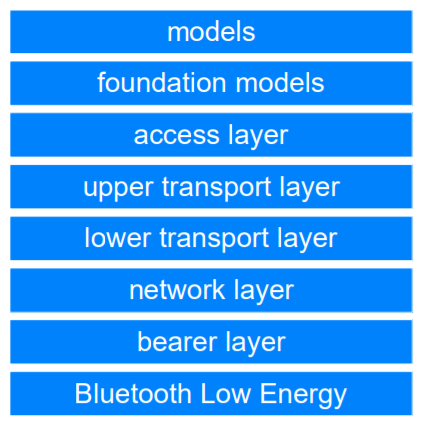 models
foundation models
access layer
upper transport layer
lower transport layer
network layer
bearer layer
Bluetooth Low Energy